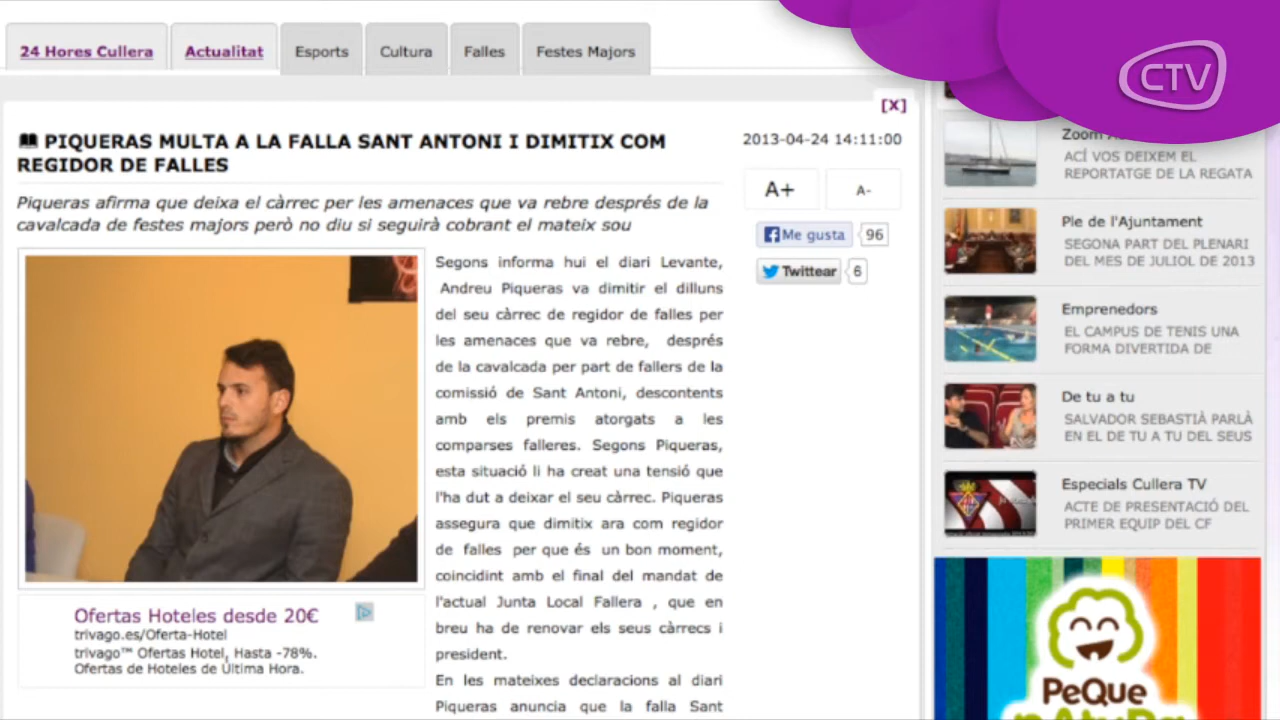 24 Hores Cullera
Actualitat
Esports
Cultura
Falles
Festes Majors
CTV
[X]
PIQUERAS MULTA A LA FALLA SANT ANTONI I DIMITIX COM
REGIDOR DE FALLES
2013-04-24 14:11:00
Piqueras afirma que deixa el càrrec per les amenaces que va rebre després de la
cavalcada de festes majors però no diu si seguirà cobrant el mateix sou
A+
A-
Me gusta
96
Twittear
6
Segons informa hui el diari Levante,
Andreu Piqueras va dimitir el dilluns
del seu càrrec de regidor de falles per
les amenaces que va rebre, després
de la cavalcada per part de fallers de la
comissió de Sant Antoni, descontents
amb els premis atorgats a les
comparses falleres. Segons Piqueras,
esta situació li ha creat una tensió que
l'ha dut a deixar el seu càrrec. Piqueras
assegura que dimitix ara com regidor
de falles per que és un bon moment,
coincidint amb el final del mandat de
l'actual Junta Local Fallera , que en
breu ha de renovar els seus càrrecs i
president.
En les mateixes declaracions al diari
Piqueras anuncia que la falla Sant
Ofertas Hoteles desde 20€
trivago.es/Oferta-Hotel
trivago™ Ofertas Hotel, Hasta -78%.
Ofertas de Hoteles de Última Hora.
Zoom
ACÍ VOS DEIXEM EL
REPORTATGE DE LA REGATA
Ple de l'Ajuntament
SEGONA PART DEL PLENARI
DEL MES DE JULIOL DE 2013
Emprenedors
EL CAMPUS DE TENIS UNA
FORMA DIVERTIDA DE
De tu a tu
SALVADOR SEBASTIÀ PARLÀ
EN EL DE TU A TU DEL SEUS
Especials Cullera TV
ACTE DE PRESENTACIÓ DEL
PRIMER EQUIP DEL CF
PeQue